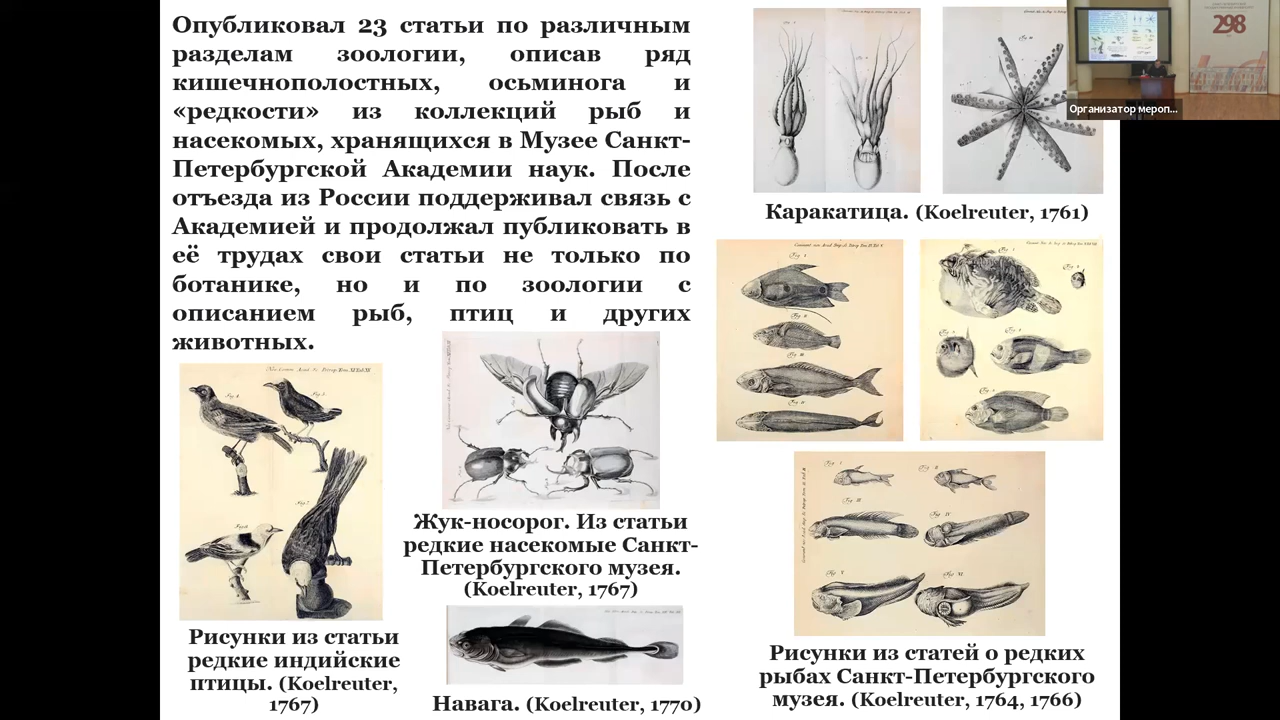 Опубликовал 23 статьи по различным
разделам зоологии, описав ряд
кишечнополостных, осьминога и
«редкости» из коллекций рыб и
насекомых, хранящихся в Музее Санкт-
Петербургской Академии наук. После
отъезда из России поддерживал связь с
Академией и продолжал публиковать в
её трудах свои статьи не только по
ботанике, но и по зоологии с
описанием рыб, птиц и других
животных.
Каракатица. (Koelreuter, 1761)
298
Организатор мероп...
Жук-носорог. Из статьи
редкие насекомые Санкт-
Петербургского музея.
(Koelreuter, 1767)
Рисунки из статьи
редкие индийские
птицы. (Koelreuter,
1767)
Навага. (Koelreuter, 1770)
Рисунки из статей о редких
рыбах Санкт-Петербургского
музея. (Koelreuter, 1764, 1766)